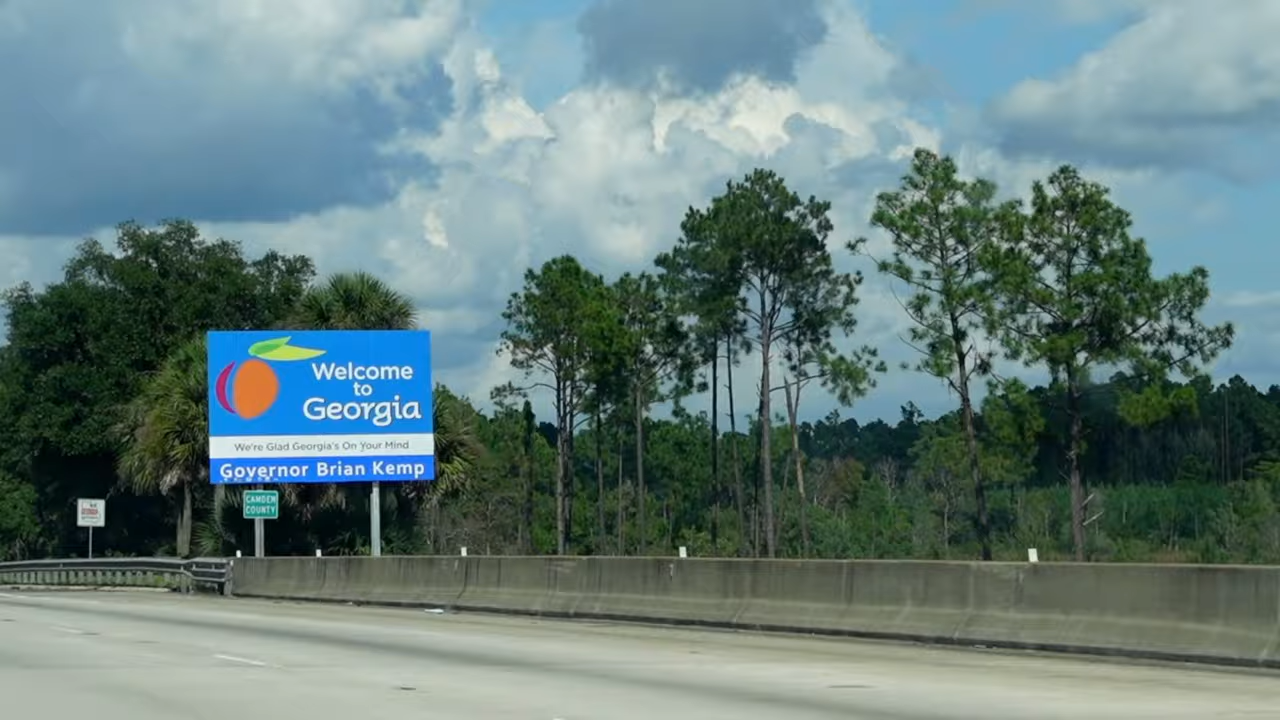 Welcome
to
Georgia
We're Glad Georgia's On Your Mind
Governor Brian Kemp
CAMDEN
COUNTY